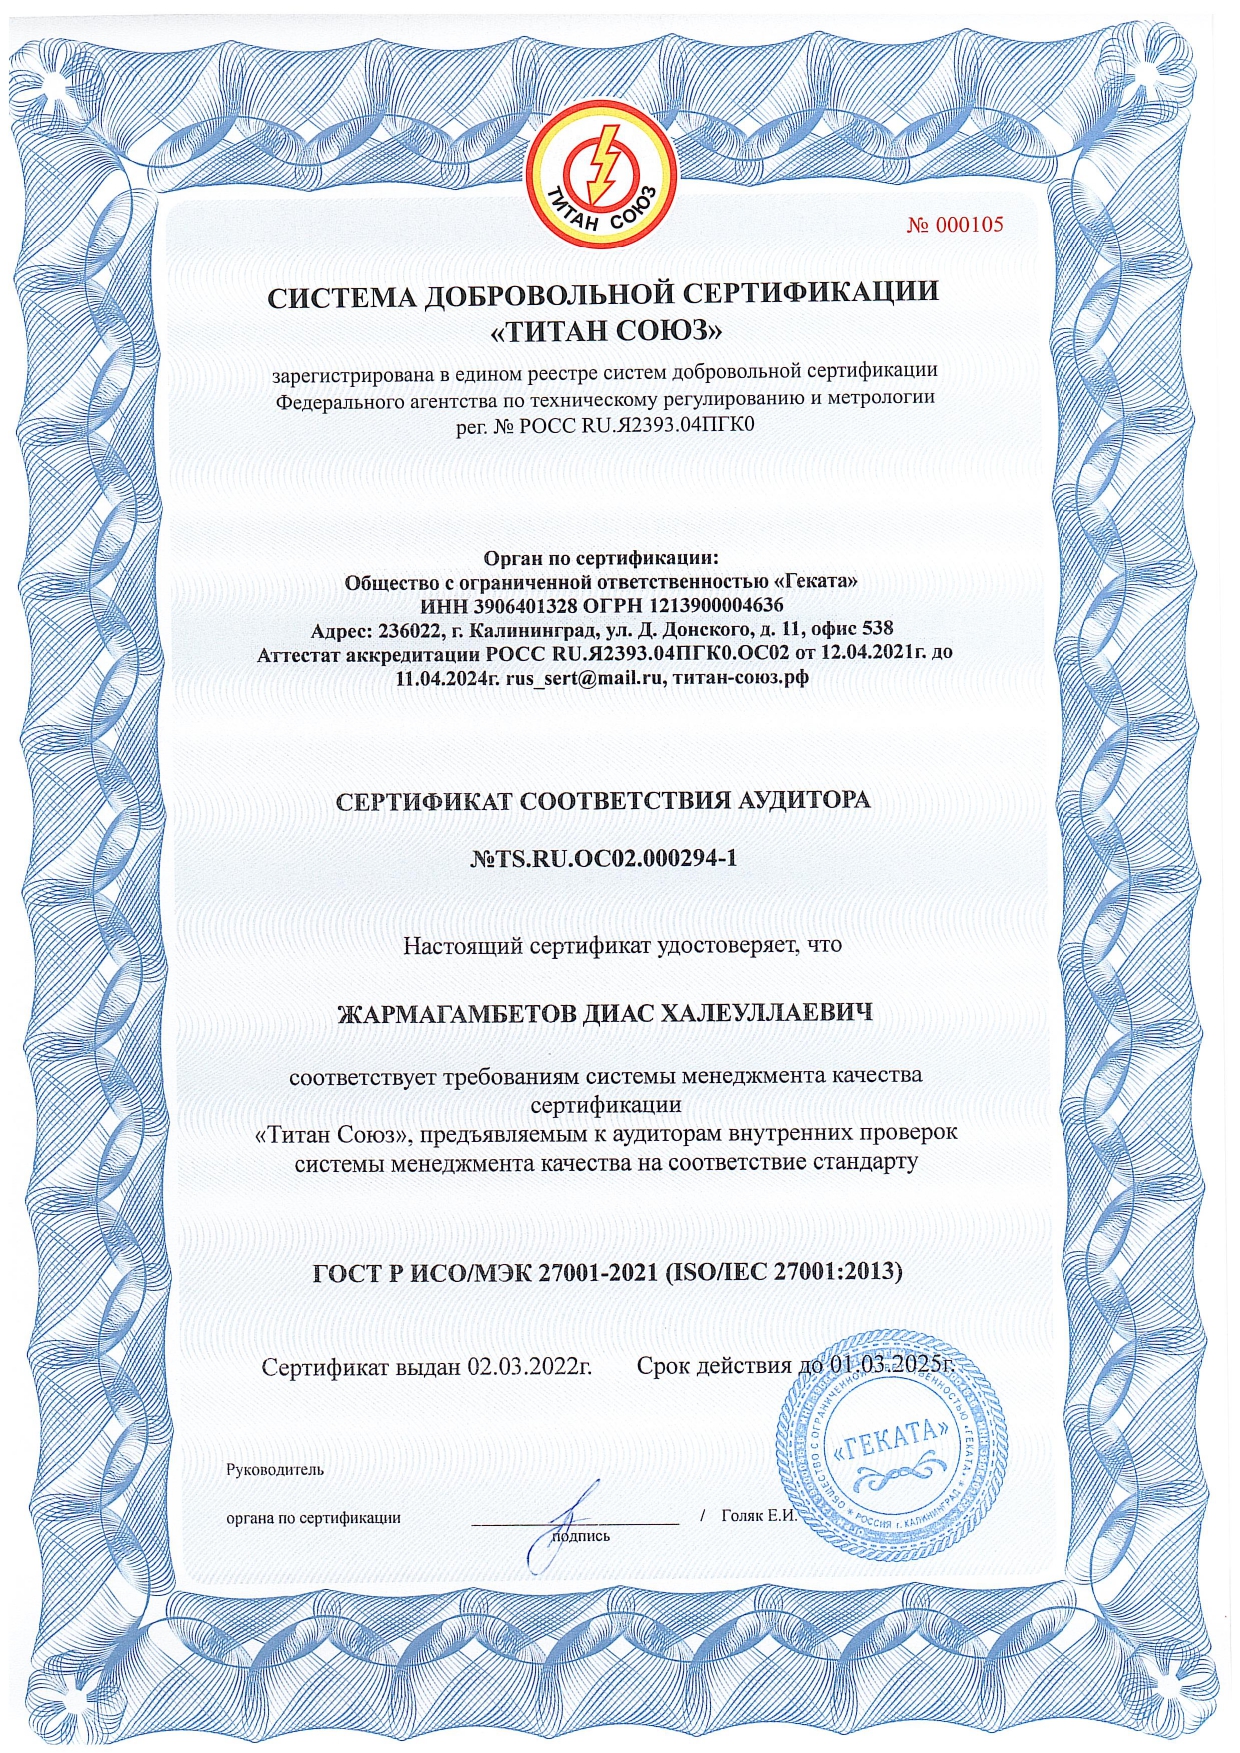 ТИТАН СОЮЗ
№ 000105
СИСТЕМА ДОБРОВОЛЬНОЙ СЕРТИФИКАЦИИ
«ТИТАН СОЮЗ»
зарегистрирована в едином реестре систем добровольной сертификации
Федерального агентства по техническому регулированию и метрологии
рег. № РОСС RU.Я2393.04ПГК0
Орган по сертификации:
Общество с ограниченной ответственностью «Геката»
ИНН 3906401328 ОГРН 1213900004636
Адрес: 236022, г. Калининград, ул. Д. Донского, д. 11, офис 538
Аттестат аккредитации РОСС RU.Я2393.04ПГК0.ОС02 от 12.04.2021г. до
11.04.2024г. rus_sert@mail.ru, титан-союз.рф
СЕРТИФИКАТ СООТВЕТСТВИЯ АУДИТОРА
№TS.RU.ОС02.000294-1
Настоящий сертификат удостоверяет, что
ЖАРМАГАМБЕТОВ ДИАС ХАЛЕУЛЛАЕВИЧ
соответствует требованиям системы менеджмента качества
сертификации
«Титан Союз», предъявляемым к аудиторам внутренних проверок
системы менеджмента качества на соответствие стандарту
ГОСТ Р ИСО/МЭК 27001-2021 (ISO/IEC 27001:2013)
Сертификат выдан 02.03.2022г. Срок действия до 01.03.2025г.
ОБЩЕСТВО С ОГРАНИЧЕННОЙ ОТВЕТСТВЕННОСТЬЮ «ГЕКАТА»
«ГЕКАТА»
РОССИЯ г. КАЛИНИНГРАД
Руководитель
органа по сертификации / Голяк Е.И.
подпись